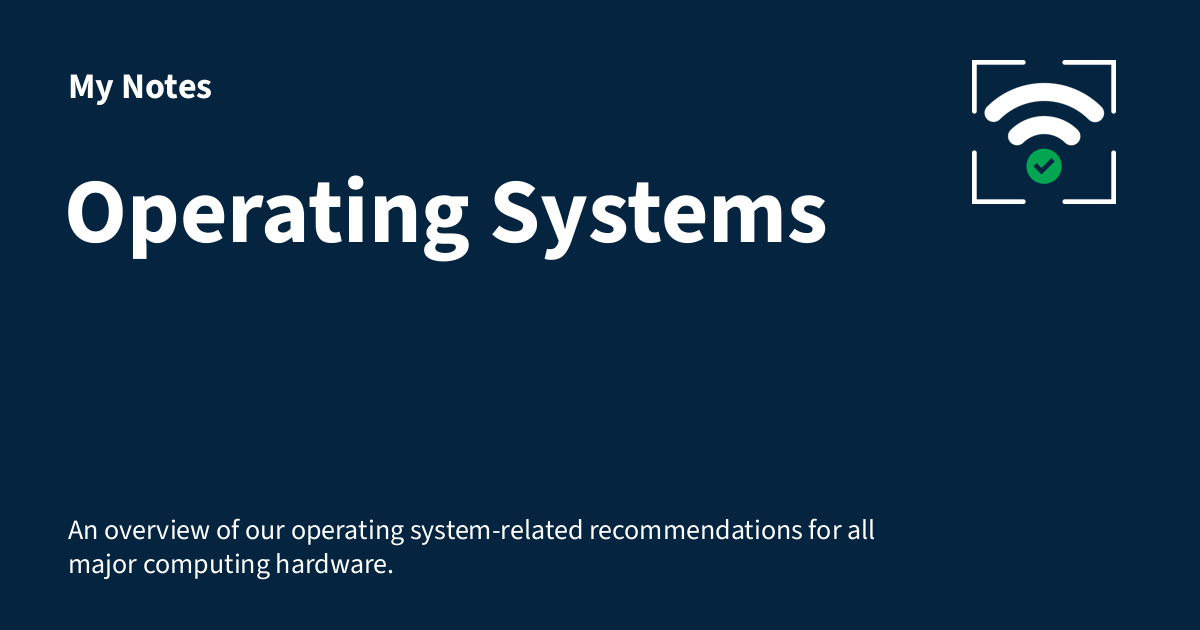 My Notes
Operating Systems
An overview of our operating system-related recommendations for all
major computing hardware.